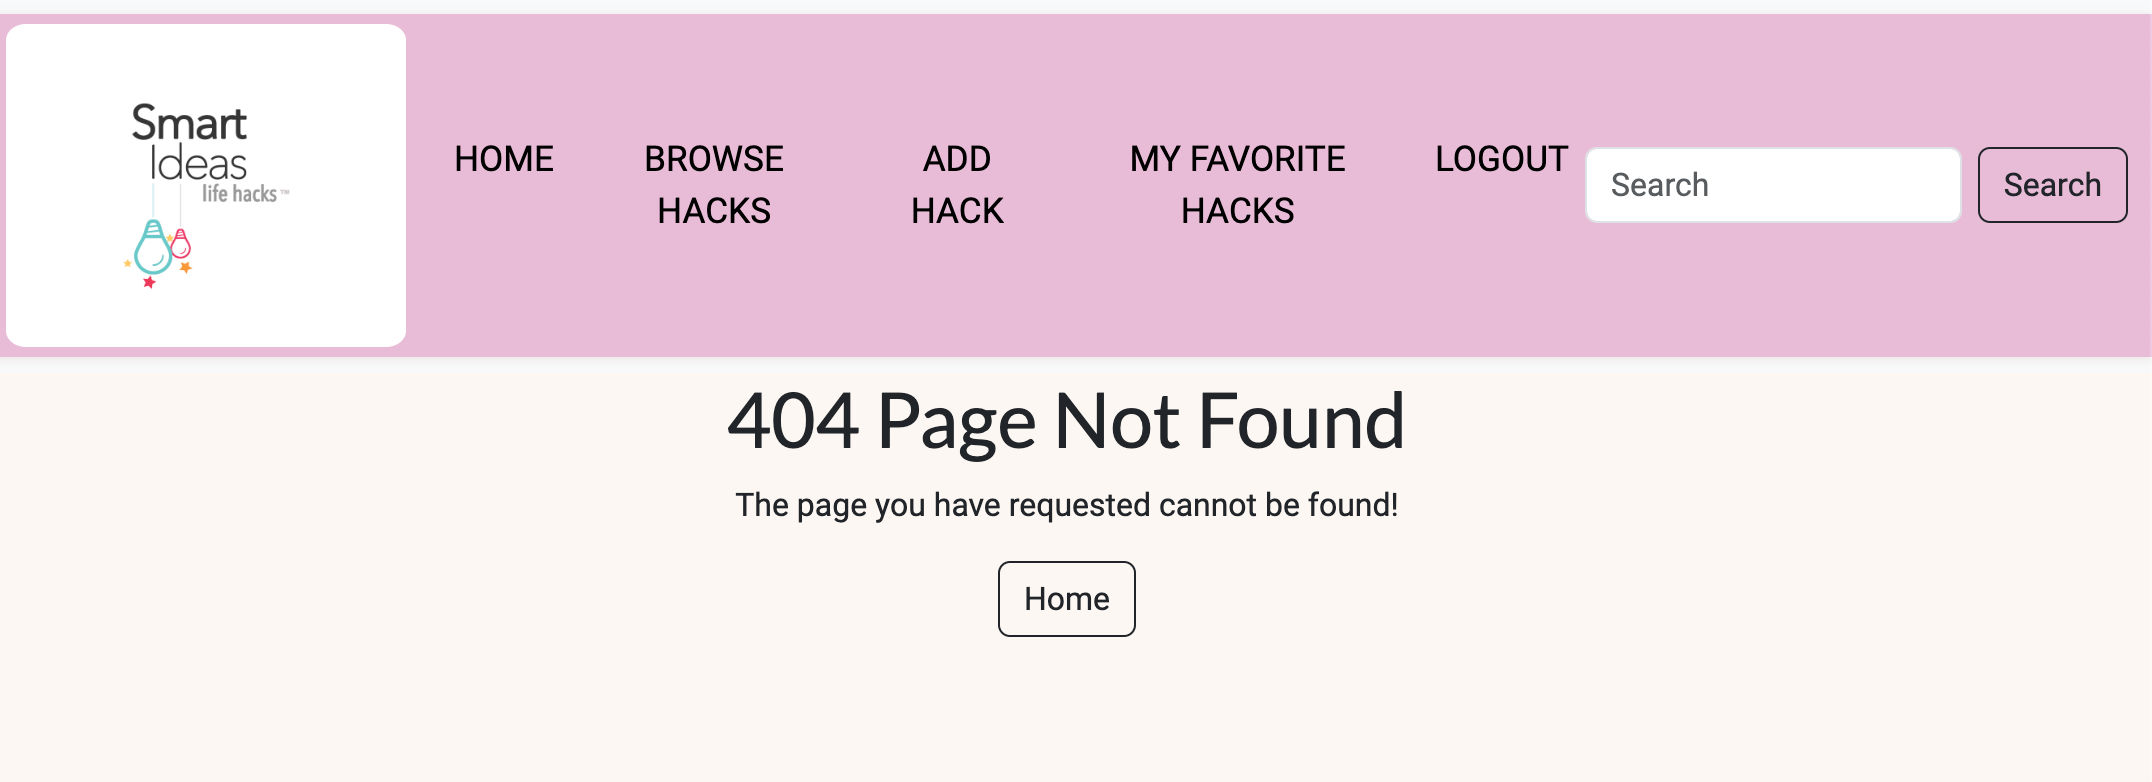 Smart
Ideas
life hacks™
HOME
BROWSE
HACKS
ADD
HACK
MY FAVORITE
HACKS
LOGOUT
Search
Search
404 Page Not Found
The page you have requested cannot be found!
Home